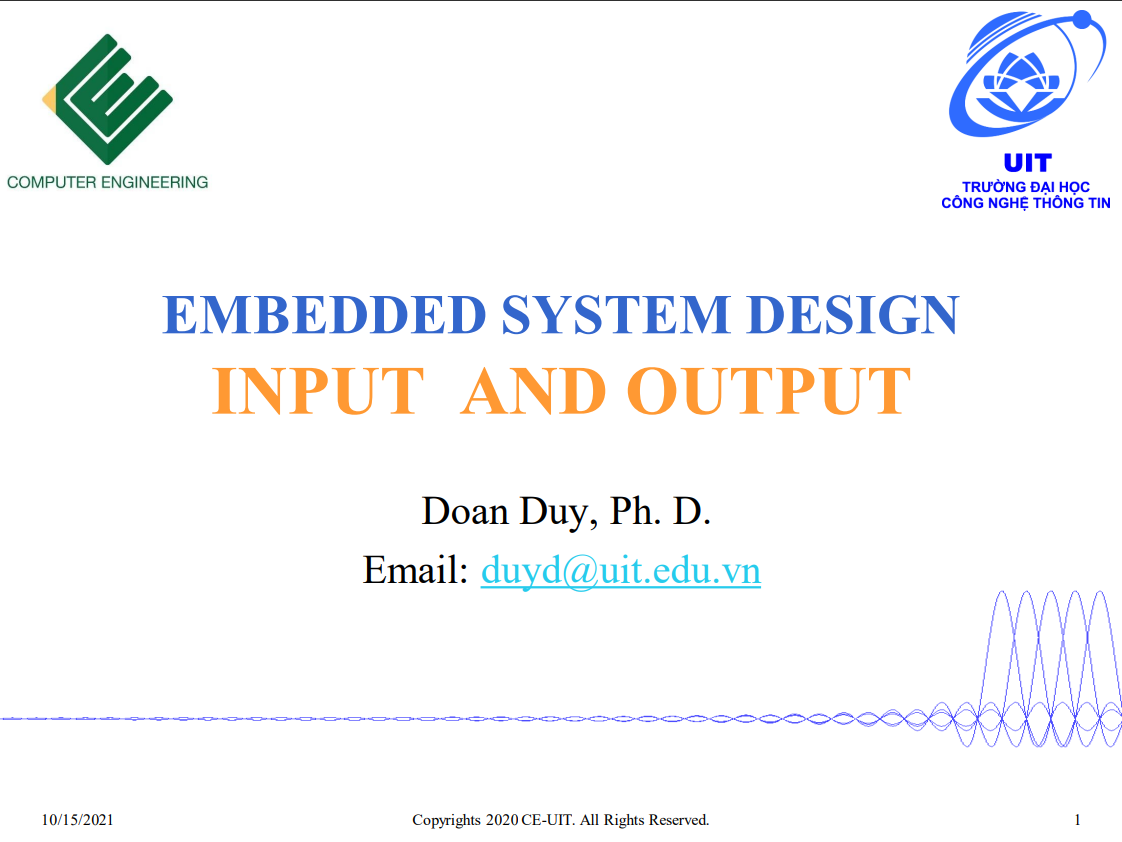 COMPUTER ENGINEERING
UIT
TRƯỜNG ĐẠI HỌC
CÔNG NGHỆ THÔNG TIN
EMBEDDED SYSTEM DESIGN
INPUT AND OUTPUT
Doan Duy, Ph. D.
Email: duyd@uit.edu.vn
10/15/2021
Copyrights 2020 CE-UIT. All Rights Reserved.
1